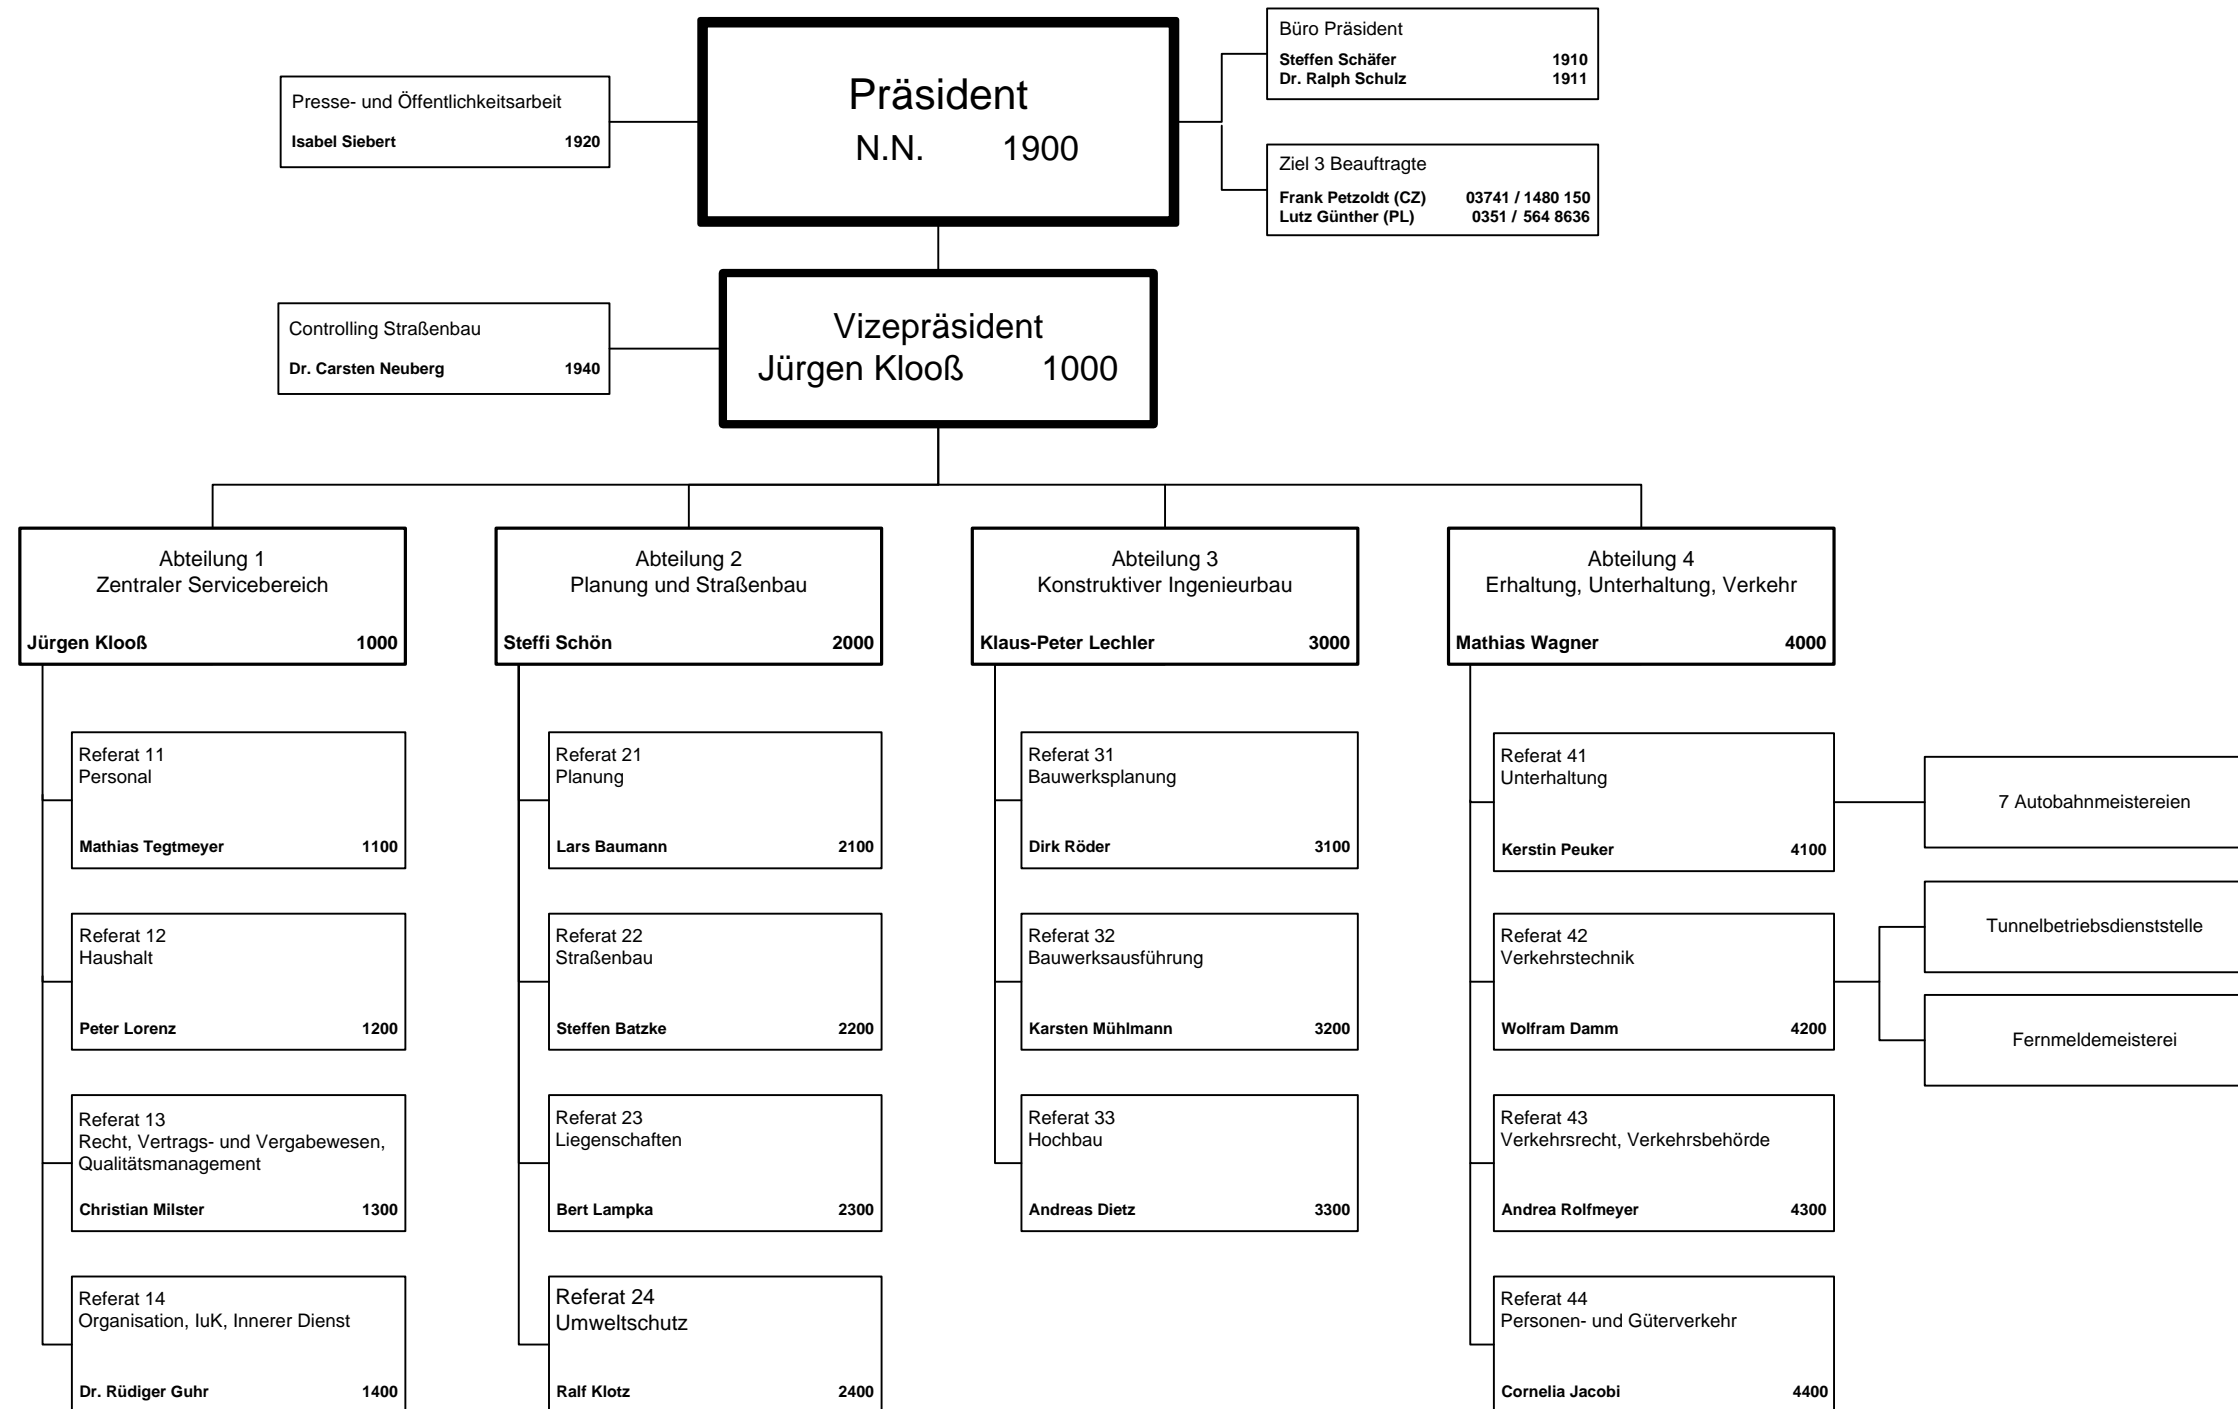 Büro Präsident
Steffen Schäfer 1910
Dr. Ralph Schulz 1911
Presse- und Öffentlichkeitsarbeit
Isabel Siebert 1920
Präsident
N.N. 1900
Ziel 3 Beauftragte
Frank Petzoldt (CZ) 03741 / 1480 150
Lutz Günther (PL) 0351 / 564 8636
Controlling Straßenbau
Dr. Carsten Neuberg 1940
Vizepräsident
Jürgen Klooß 1000
Abteilung 1
Zentraler Servicebereich
Jürgen Klooß 1000
Abteilung 2
Planung und Straßenbau
Steffi Schön 2000
Abteilung 3
Konstruktiver Ingenieurbau
Klaus-Peter Lechler 3000
Abteilung 4
Erhaltung, Unterhaltung, Verkehr
Mathias Wagner 4000
Referat 11
Personal
Mathias Tegtmeyer 1100
Referat 21
Planung
Lars Baumann 2100
Referat 31
Bauwerksplanung
Dirk Röder 3100
Referat 41
Unterhaltung
Kerstin Peuker 4100
7 Autobahnmeistereien
Referat 12
Haushalt
Peter Lorenz 1200
Referat 22
Straßenbau
Steffen Batzke 2200
Referat 32
Bauwerksausführung
Karsten Mühlmann 3200
Referat 42
Verkehrstechnik
Wolfram Damm 4200
Tunnelbetriebsdienststelle
Fernmeldemeisterei
Referat 13
Recht, Vertrags- und Vergabewesen,
Qualitätsmanagement
Christian Milster 1300
Referat 23
Liegenschaften
Bert Lampka 2300
Referat 33
Hochbau
Andreas Dietz 3300
Referat 43
Verkehrsrecht, Verkehrsbehörde
Andrea Rolfmeyer 4300
Referat 14
Organisation, IuK, Innerer Dienst
Dr. Rüdiger Guhr 1400
Referat 24
Umweltschutz
Ralf Klotz 2400
Referat 44
Personen- und Güterverkehr
Cornelia Jacobi 4400